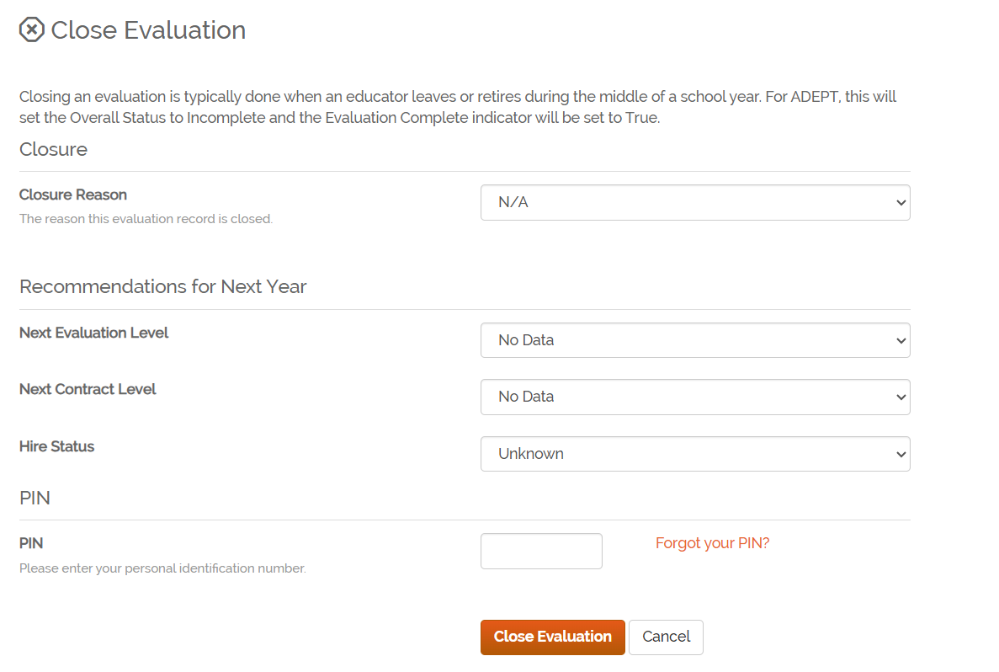 Close Evaluation
Closing an evaluation is typically done when an educator leaves or retires during the middle of a school year. For ADEPT, this will
set the Overall Status to Incomplete and the Evaluation Complete indicator will be set to True.
Closure
Closure Reason
N/A
The reason this evaluation record is closed.
Recommendations for Next Year
Next Evaluation Level
No Data
Next Contract Level
No Data
Hire Status
Unknown
PIN
PIN
Forgot your PIN?
Please enter your personal identification number.
Close Evaluation
Cancel